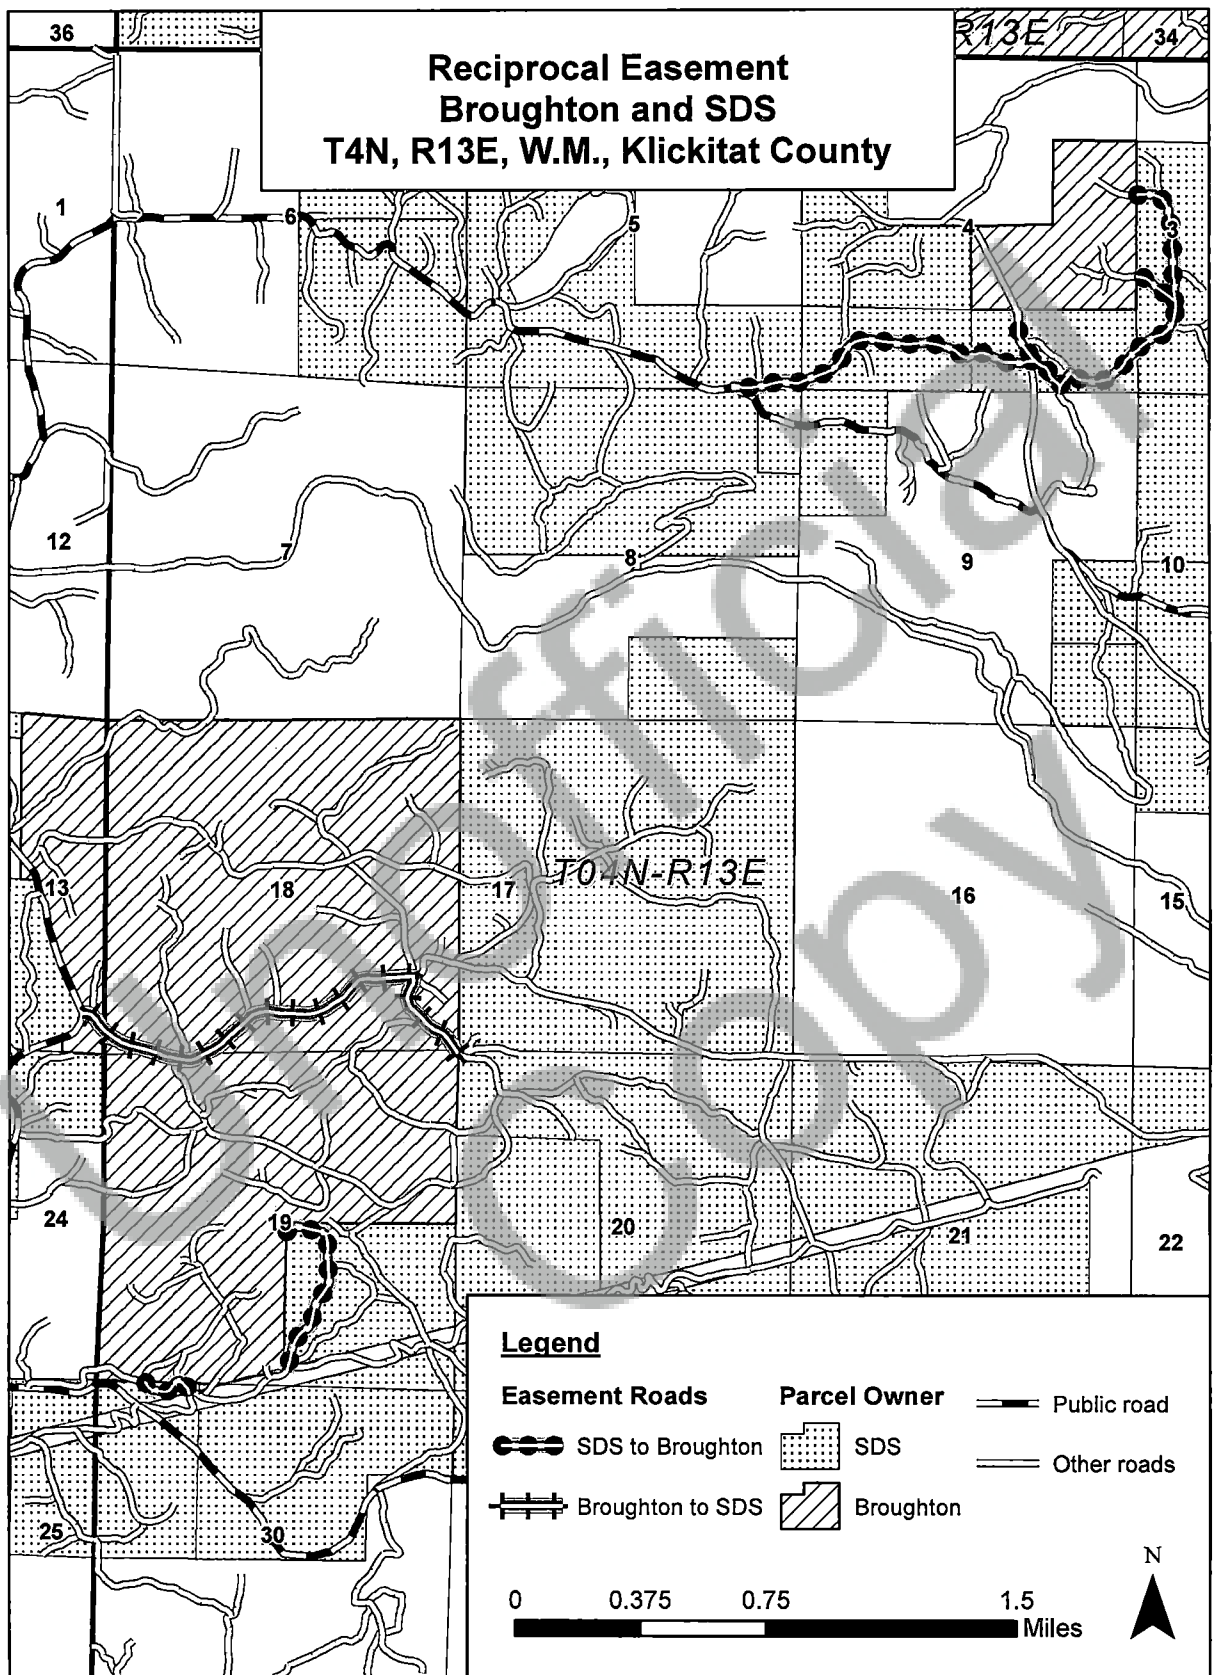 36
R13E
34
Reciprocal Easement
Broughton and SDS
T4N, R13E, W.M., Klickitat County
1
6
5
4
3
12
7
8
9
10
13
18
17
T04N-R13E
16
15
24
19
20
21
22
25
30
Legend
Easement Roads
SDS to Broughton
Broughton to SDS
Parcel Owner
SDS
Broughton
Public road
Other roads
N
0 0.375 0.75 1.5
Miles
Unofficial
Copy